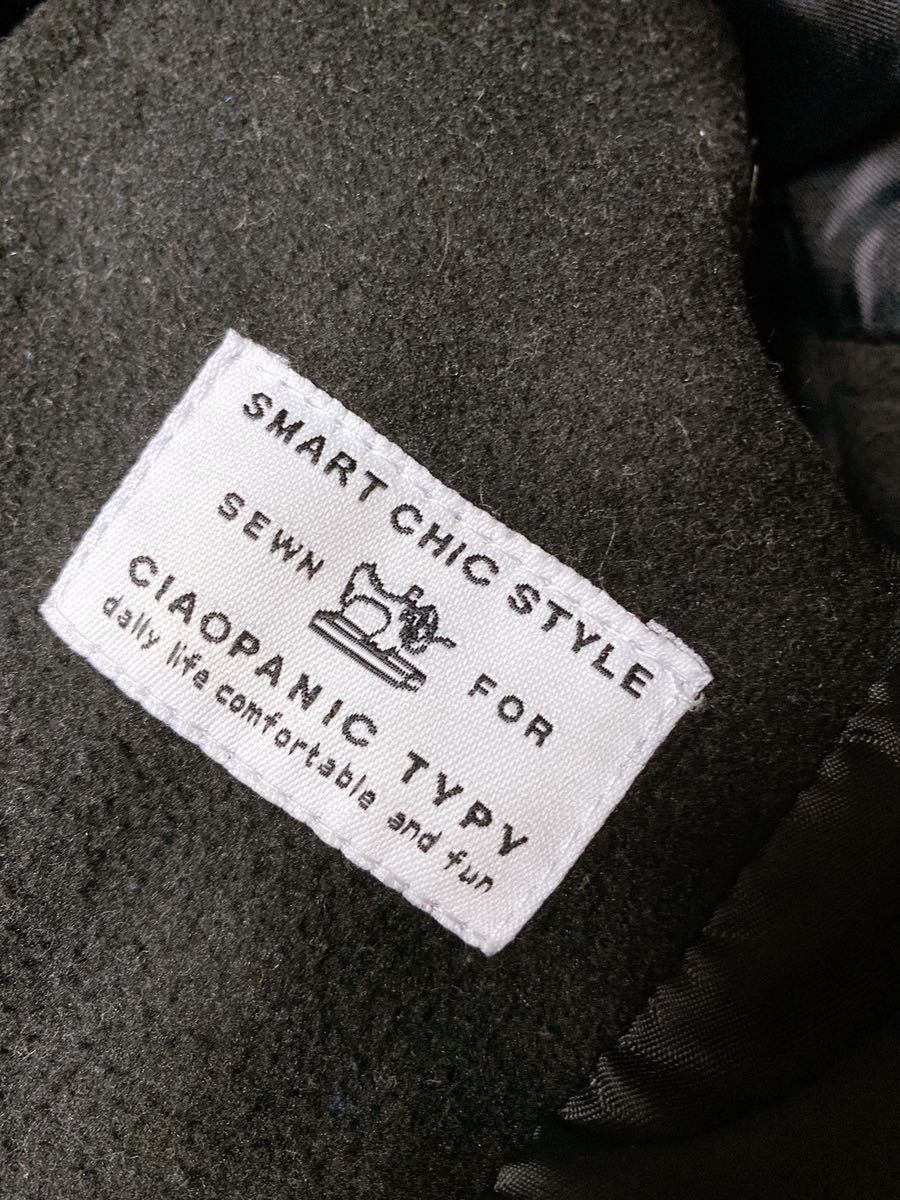 SMART CHIC STYLE
SEWN FOR
CIAOPANIC TYPY
daily life comfortable and fun